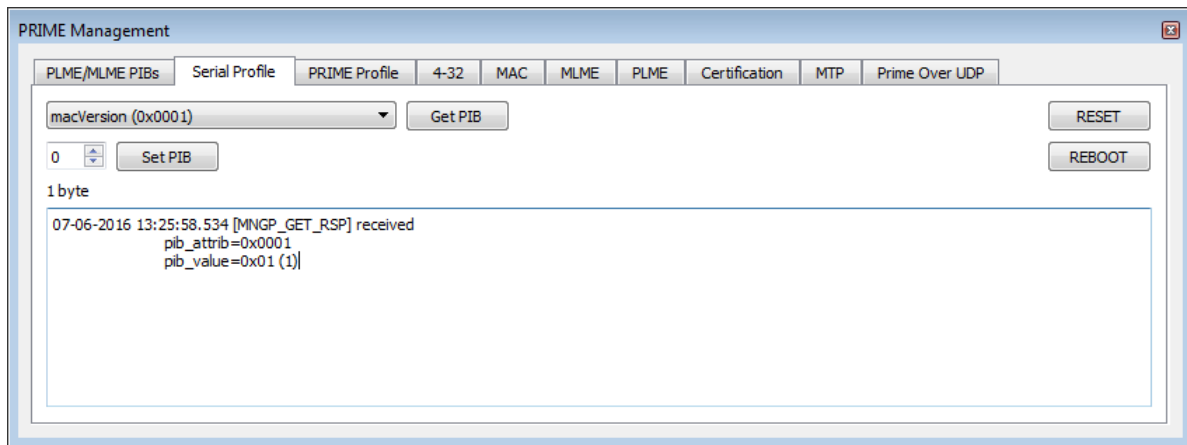 PRIME Management
PLME/MLME PIBs Serial Profile PRIME Profile 4-32 MAC MLME PLME Certification MTP Prime Over UDP
macVersion (0x0001) Get PIB RESET
0 Set PIB REBOOT
1 byte
07-06-2016 13:25:58.534 [MNGP_GET_RSP] received
pib_attrib=0x0001
pib_value=0x01 (1)